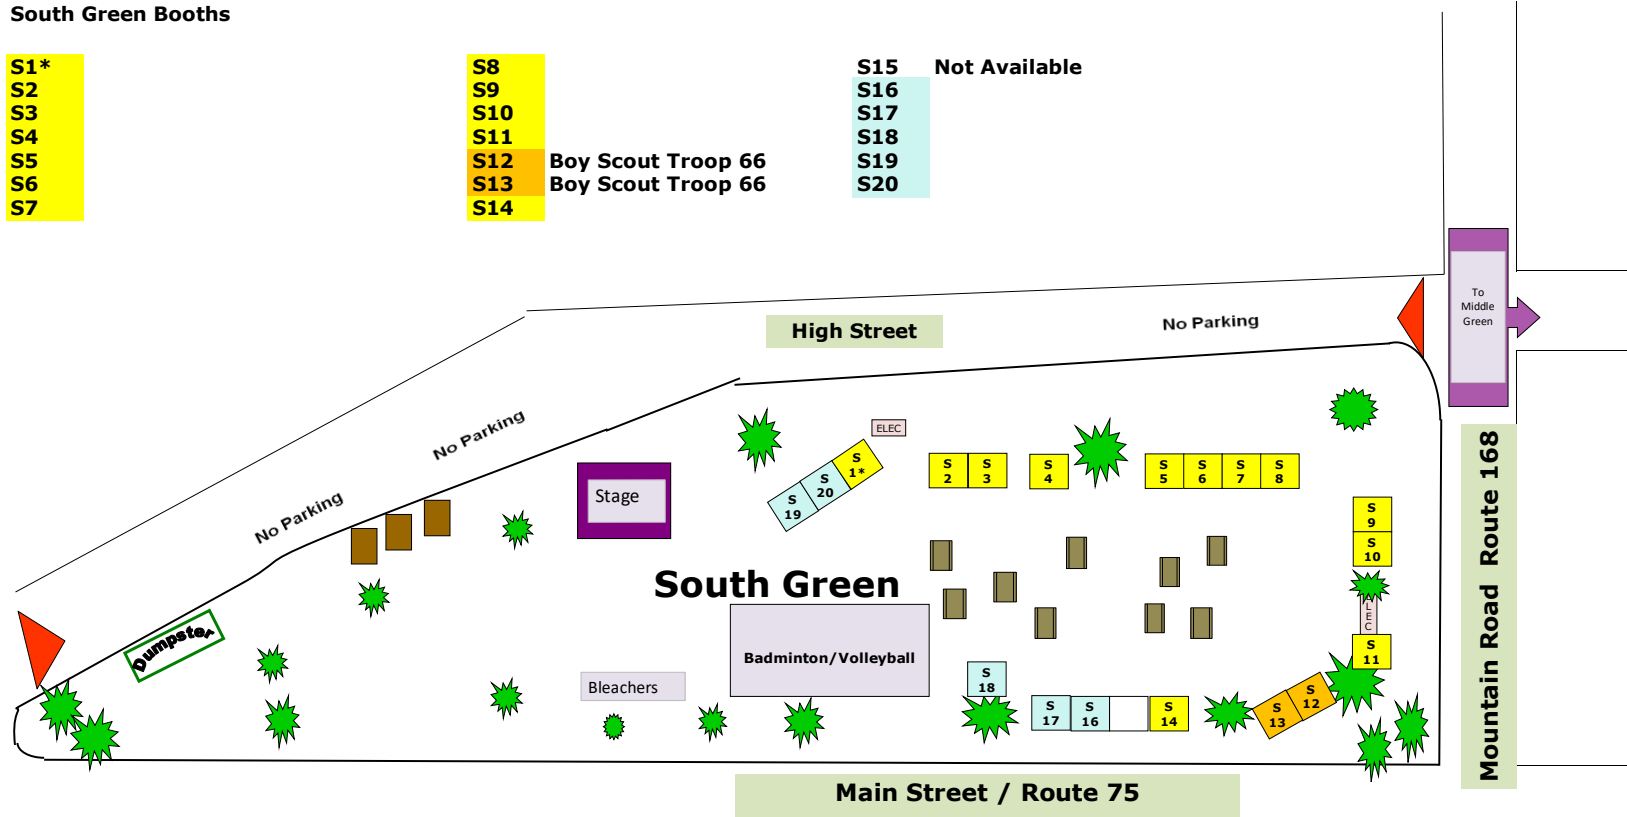 South Green Booths
S1*
S2
S3
S4
S5
S6
S7
S8
S9
S10
S11
S12 Boy Scout Troop 66
S13 Boy Scout Troop 66
S14
S15 Not Available
S16
S17
S18
S19
S20
To
Middle
Green
High Street
No Parking
No Parking
No Parking
ELEC
S
1*
S
20
S
19
S
2
S
3
S
4
S
5
S
6
S
7
S
8
Stage
S
9
S
10
South Green
LEC
S
11
Dumpster
Badminton/Volleyball
Bleachers
S
18
S
17
S
16
S
14
S
13
S
12
Mountain Road Route 168
Main Street / Route 75